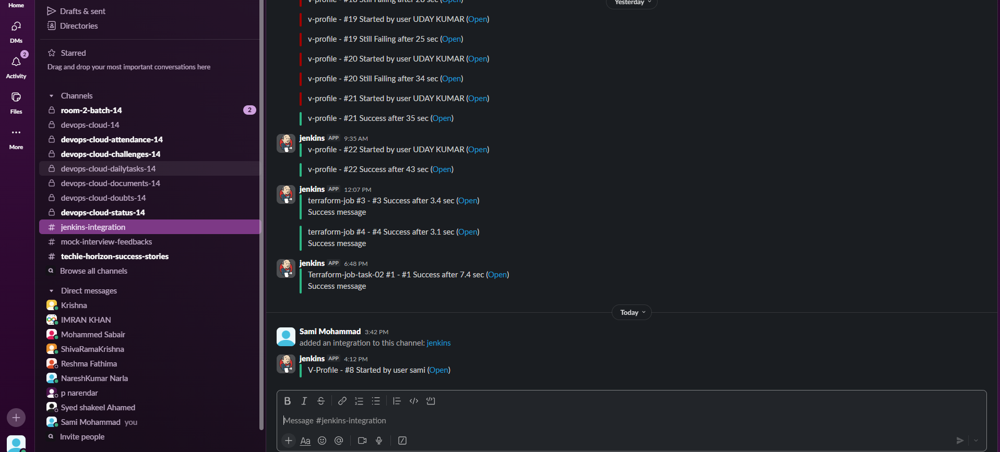 Home
DMs
2
Activity
Files
More
Drafts & sent
Directories
Starred
Drag and drop your most important conversations here
Channels
room-2-batch-14 2
devops-cloud-14
devops-cloud-attendance-14
devops-cloud-challenges-14
devops-cloud-dailytasks-14
devops-cloud-documents-14
devops-cloud-doubts-14
devops-cloud-status-14
# jenkins-integration
# mock-interview-feedbacks
# techie-horizon-success-stories
Browse all channels
Direct messages
Krishna
IMRAN KHAN
Mohammed Sabair
ShivaRamaKrishna
Reshma Fathima
NareshKumar Narla
p narendar
Syed shakeel Ahamed
Sami Mohammad you
Invite people
Yesterday
v-profile - #18 Still Failing after 28 sec (Open)
v-profile - #19 Started by user UDAY KUMAR (Open)
v-profile - #19 Still Failing after 25 sec (Open)
v-profile - #20 Started by user UDAY KUMAR (Open)
v-profile - #20 Still Failing after 34 sec (Open)
v-profile - #21 Started by user UDAY KUMAR (Open)
v-profile - #21 Success after 35 sec (Open)
jenkins APP 9:35 AM
v-profile - #22 Started by user UDAY KUMAR (Open)
v-profile - #22 Success after 43 sec (Open)
jenkins APP 12:07 PM
terraform-job #3 - #3 Success after 3.4 sec (Open)
Success message
terraform-job #4 - #4 Success after 3.1 sec (Open)
Success message
jenkins APP 6:48 PM
Terraform-job-task-02 #1 - #1 Success after 7.4 sec (Open)
Success message
Today
Sami Mohammad 3:42 PM
added an integration to this channel: jenkins
jenkins APP 4:12 PM
V-Profile - #8 Started by user sami (Open)
B I S
Message #jenkins-integration
Aa